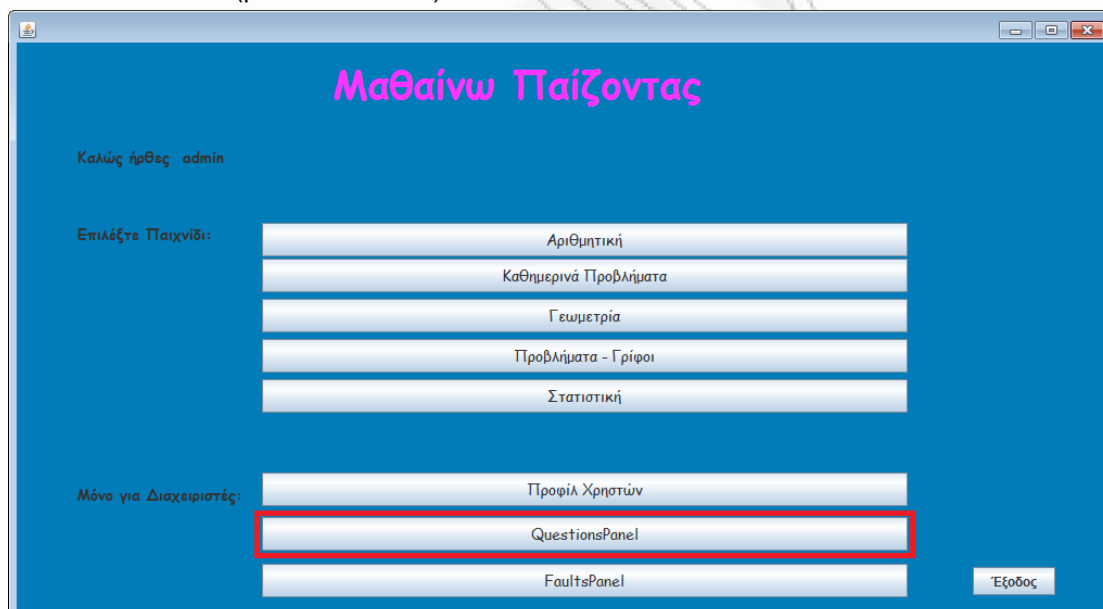 Μαθαίνω Παίζοντας
Καλώς ήρθες admin
Επιλέξτε Παιχνίδι:
Αριθμητική
Καθημερινά Προβλήματα
Γεωμετρία
Προβλήματα - Γρίφοι
Στατιστική
Μόνο για Διαχειριστές:
Προφίλ Χρηστών
QuestionsPanel
FaultsPanel
Έξοδος